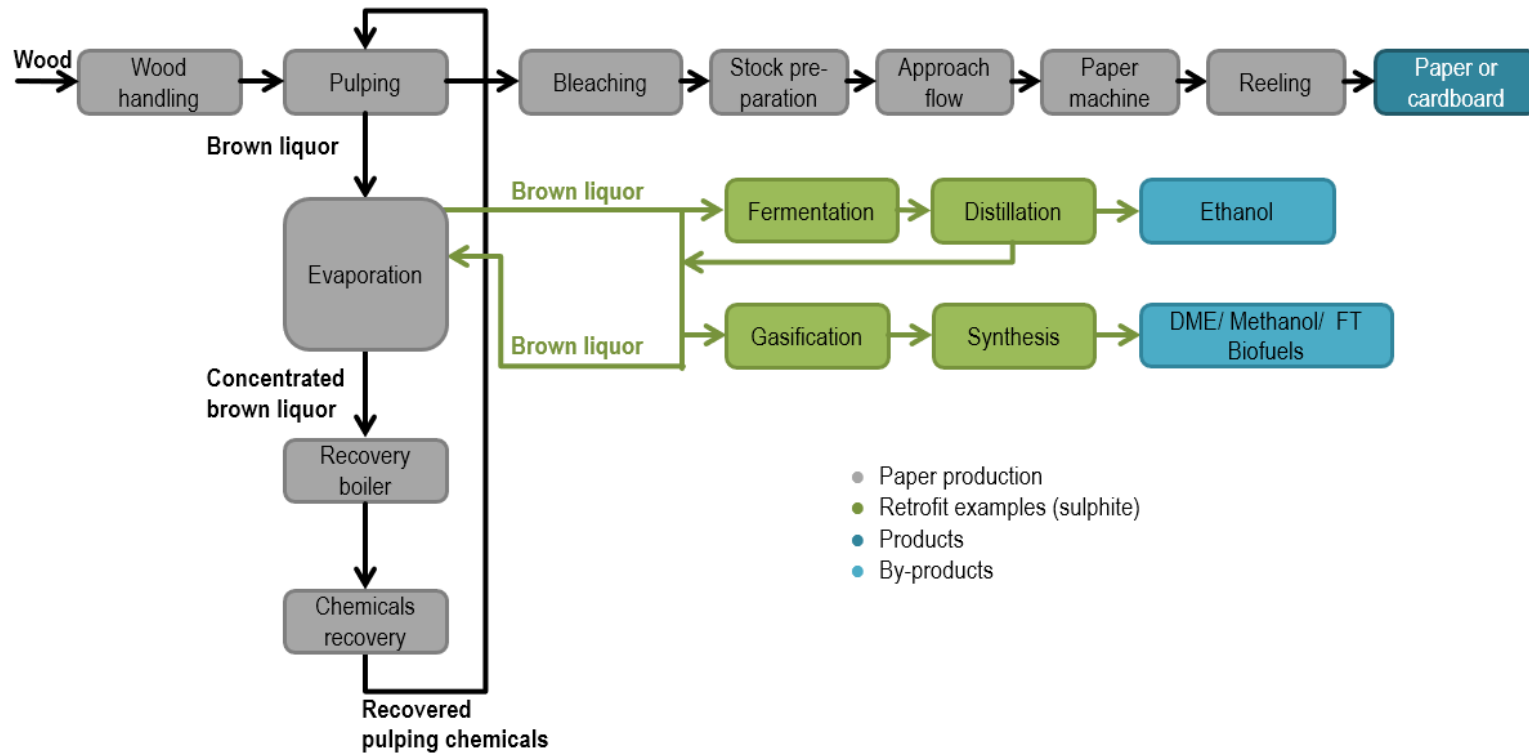 Wood
Wood
handling
Pulping
Bleaching
Stock pre-
paration
Approach
flow
Paper
machine
Reeling
Paper or
cardboard
Brown liquor
Brown liquor
Fermentation
Distillation
Ethanol
Evaporation
Brown liquor
Gasification
Synthesis
DME/ Methanol/ FT
Biofuels
Concentrated
brown liquor
Recovery
boiler
Paper production
Retrofit examples (sulphite)
Products
By-products
Chemicals
recovery
Recovered
pulping chemicals